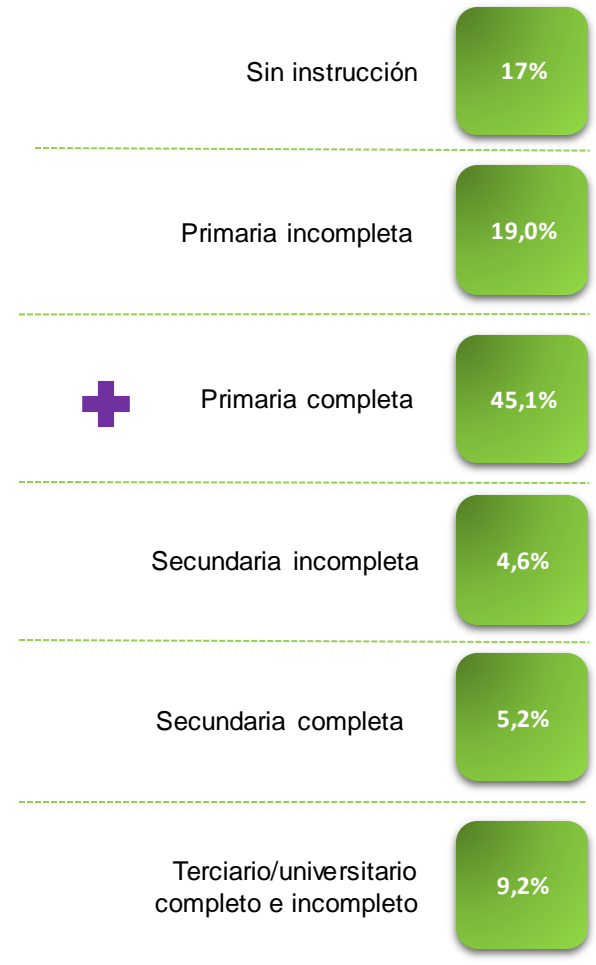 Sin instrucción 17%
Primaria incompleta 19,0%
Primaria completa 45,1%
Secundaria incompleta 4,6%
Secundaria completa 5,2%
Terciario/universitario
completo e incompleto 9,2%